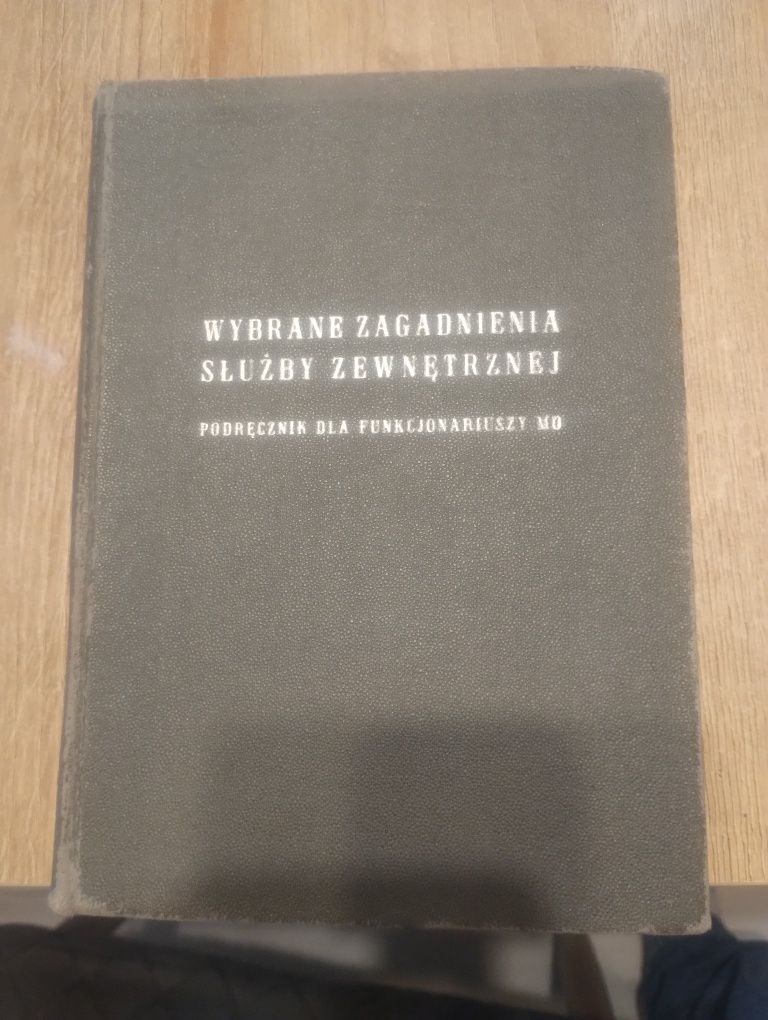 WYBRANE ZAGADNIENIA
SŁUŻBY ZEWNĘTRZNEJ
PODRĘCZNIK DLA FUNKCJONARIUSZY MO